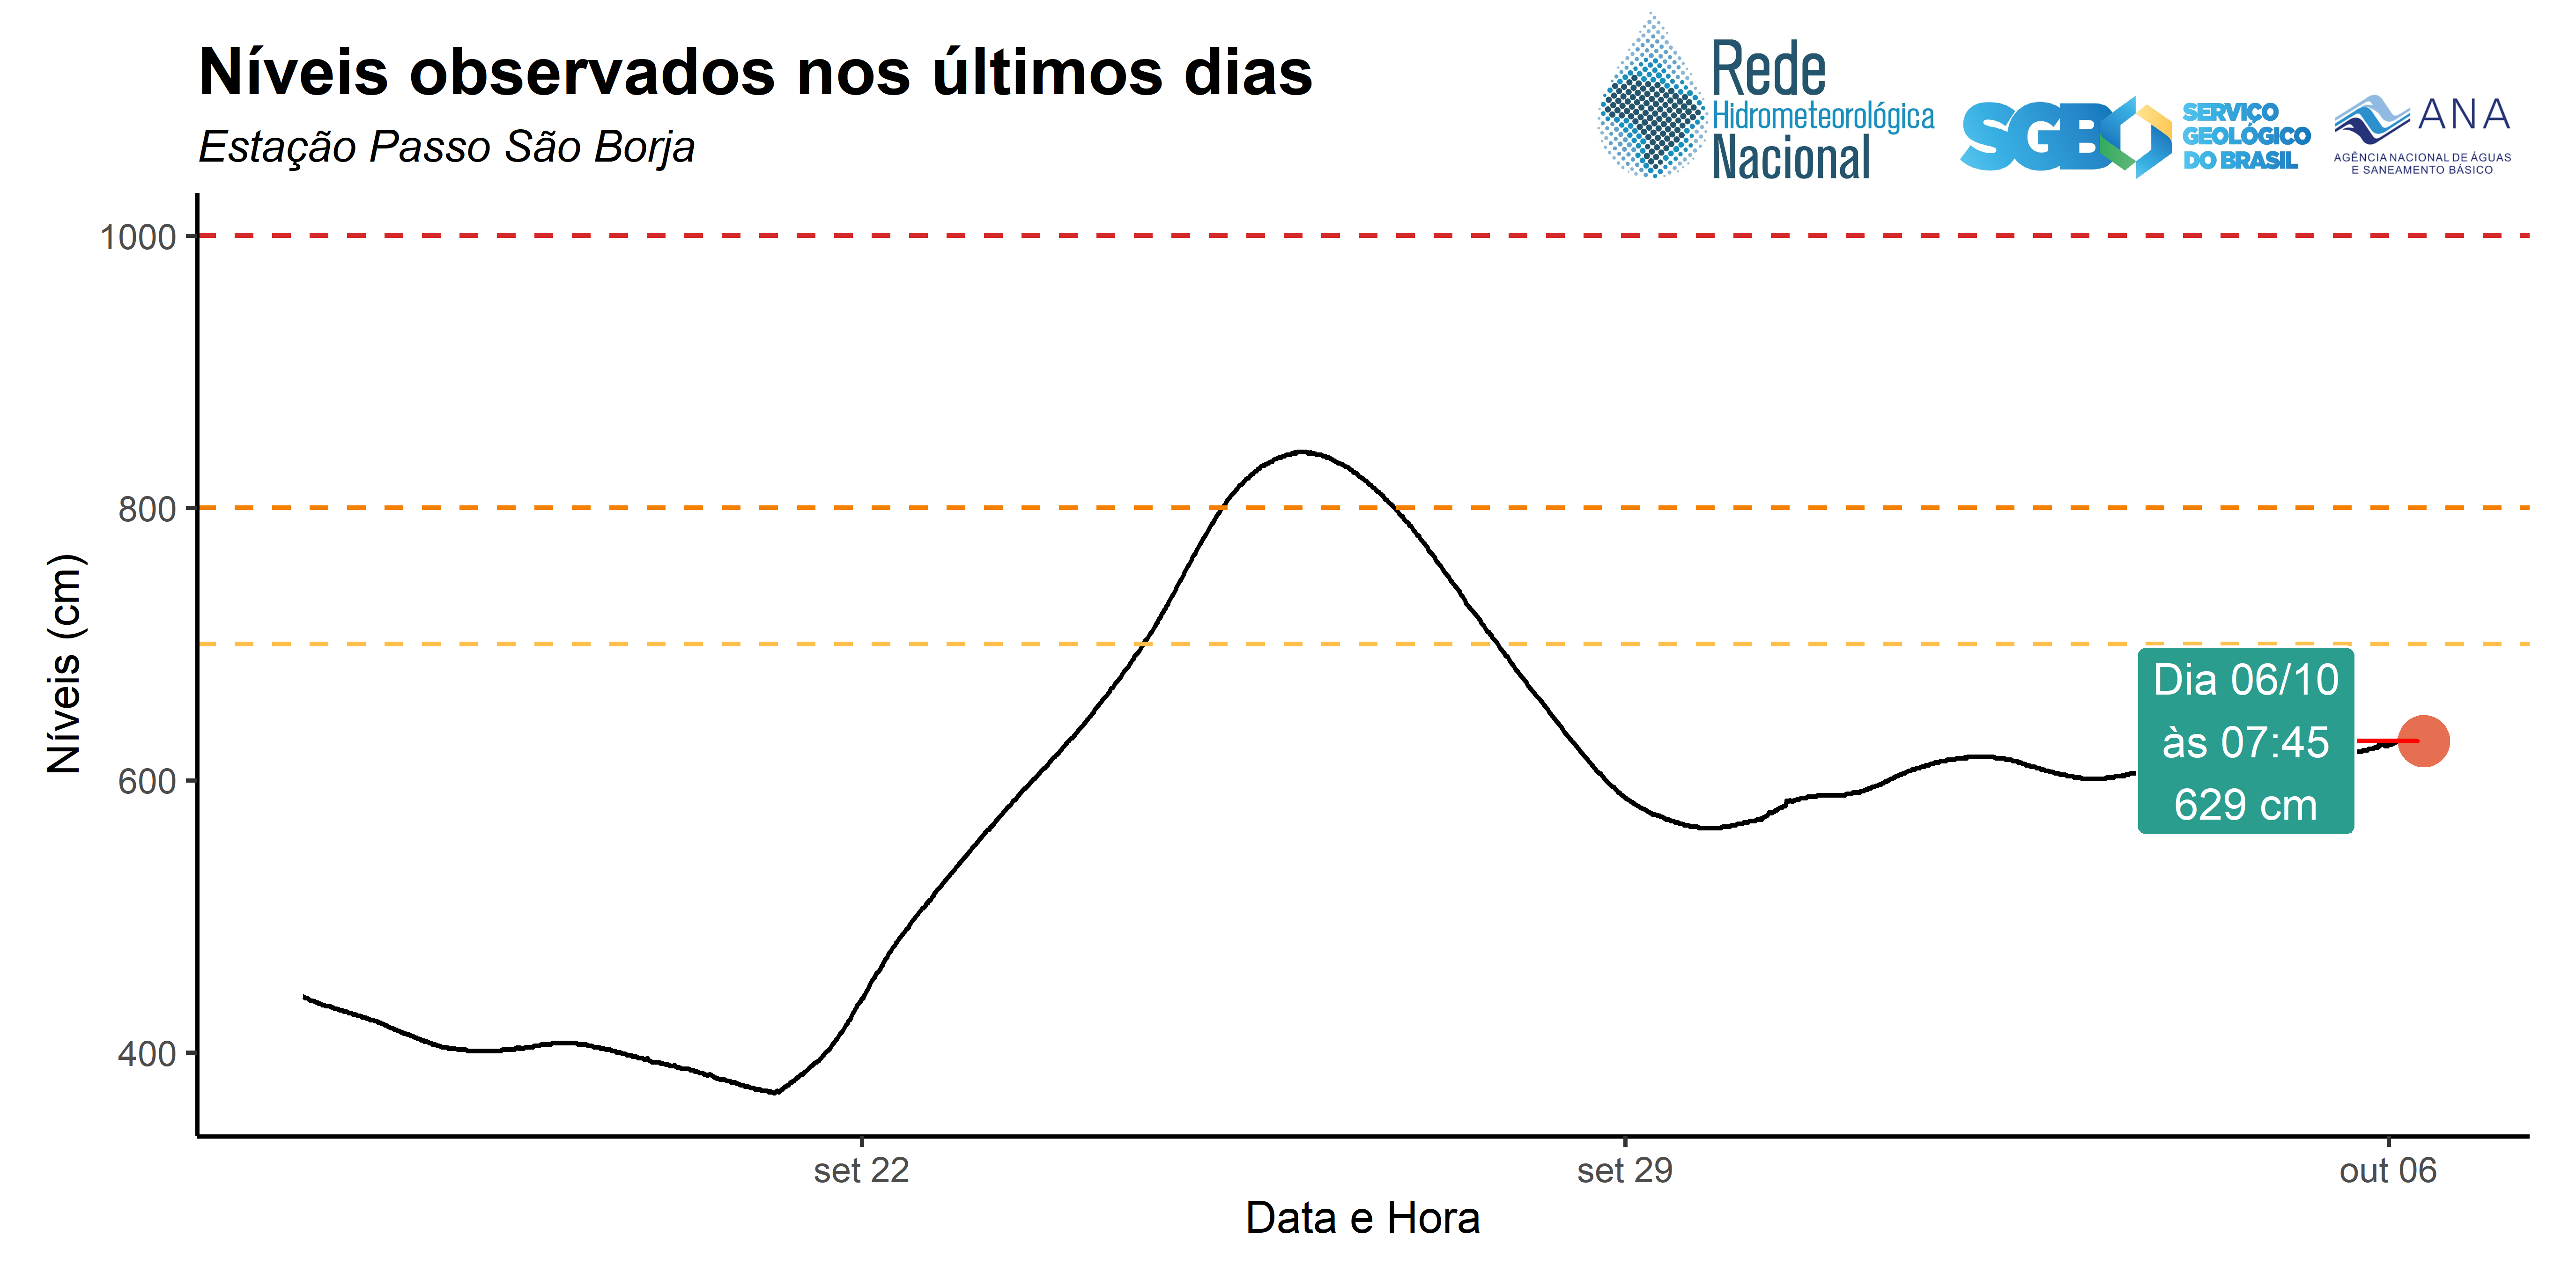 Níveis observados nos últimos dias
Estação Passo São Borja
Rede
Hidrometeorológica
Nacional
SGB
SERVIÇO
GEOLÓGICO
DO BRASIL
ANA
AGÊNCIA NACIONAL DE ÁGUAS
E SANEAMENTO BÁSICO
Níveis (cm)
1000
800
600
400
Dia 06/10
às 07:45
629 cm
set 22
set 29
out 06
Data e Hora